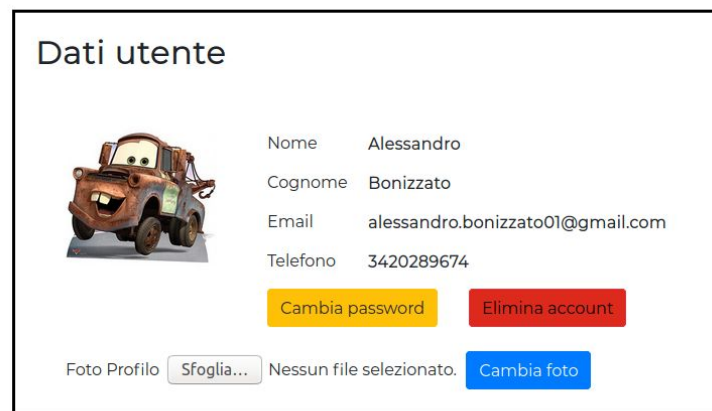 Dati utente
Nome Alessandro
Cognome Bonizzato
Email alessandro.bonizzato01@gmail.com
Telefono 3420289674
Cambia password Elimina account
Foto Profilo Sfoglia... Nessun file selezionato. Cambia foto